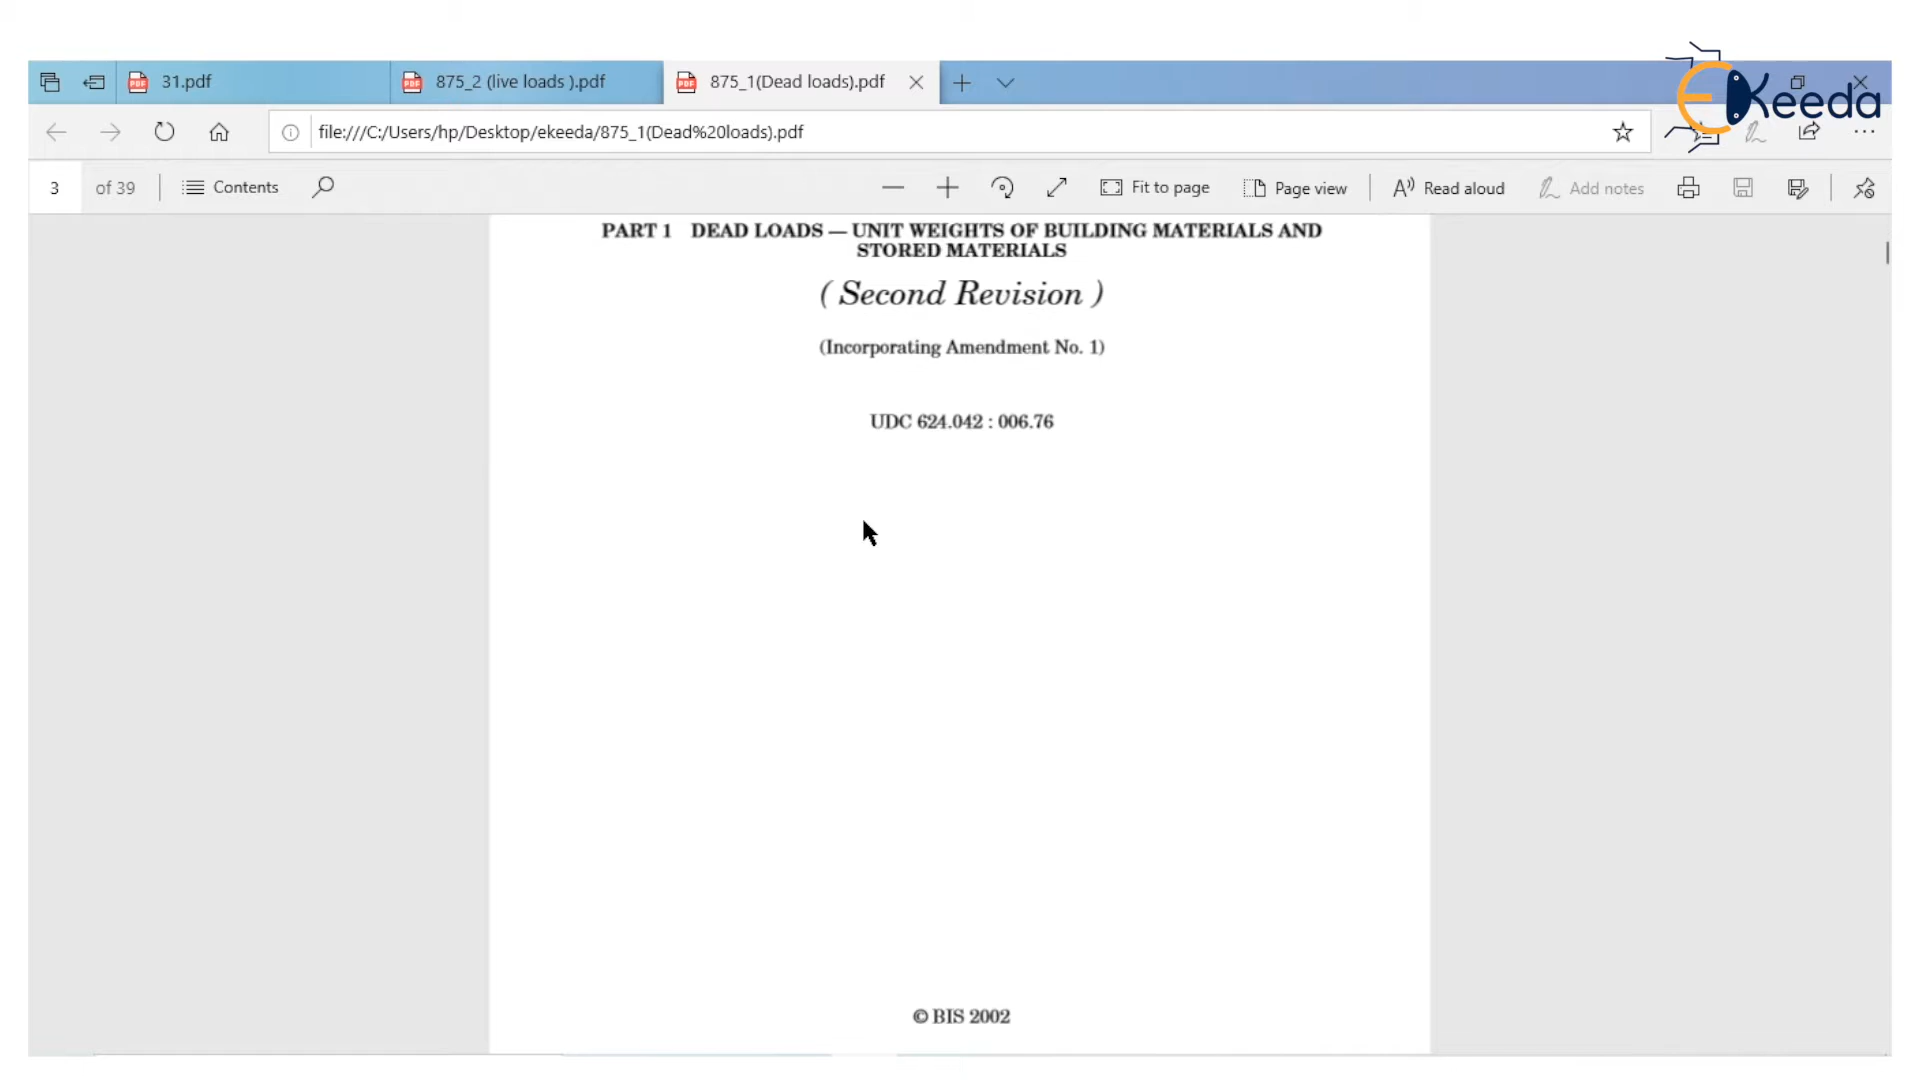 31.pdf
875_2 (live loads ).pdf
875_1(Dead loads).pdf
EKeeda
file:///C:/Users/hp/Desktop/ekeeda/875_1(Dead%20loads).pdf
3 of 39
Contents
Fit to page
Page view
Read aloud
Add notes
PART 1 DEAD LOADS — UNIT WEIGHTS OF BUILDING MATERIALS AND
STORED MATERIALS
( Second Revision )
(Incorporating Amendment No. 1)
UDC 624.042 : 006.76
© BIS 2002